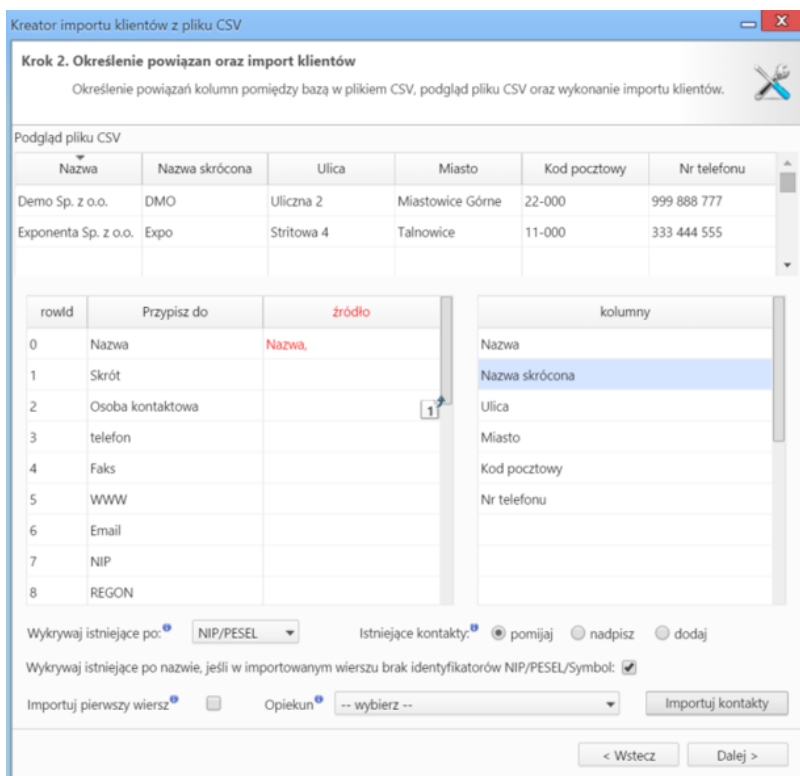 Kreator importu klientów z pliku CSV
Krok 2. Określenie powiązan oraz import klientów
Określenie powiązań kolumn pomiędzy bazą w plikiem CSV, podgląd pliku CSV oraz wykonanie importu klientów.
Podgląd pliku CSV
Nazwa Nazwa skrócona Ulica Miasto Kod pocztowy Nr telefonu
Demo Sp. z o.o. DMO Uliczna 2 Miastowice Górne 22-000 999 888 777
Exponenta Sp. z o.o. Expo Stritowa 4 Talnowice 11-000 333 444 555
rowId Przypisz do źródło
0 Nazwa Nazwa,
1 Skrót
2 Osoba kontaktowa 1
3 telefon
4 Faks
5 WWW
6 Email
7 NIP
8 REGON
kolumny
Nazwa
Nazwa skrócona
Ulica
Miasto
Kod pocztowy
Nr telefonu
Wykrywaj istniejące po: NIP/PESEL Istniejące kontakty: pomijaj nadpisz dodaj
Wykrywaj istniejące po nazwie, jeśli w importowanym wierszu brak identyfikatorów NIP/PESEL/Symbol:
Importuj pierwszy wiersz Opiekun -- wybierz -- Importuj kontakty
< Wstecz Dalej >